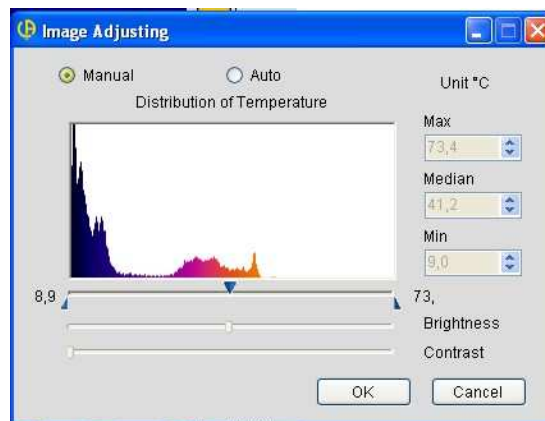 Image Adjusting
Manual
Auto
Unit °C
Distribution of Temperature
Max
73,4
Median
41,2
Min
9,0
8,9
73,
Brightness
Contrast
OK
Cancel